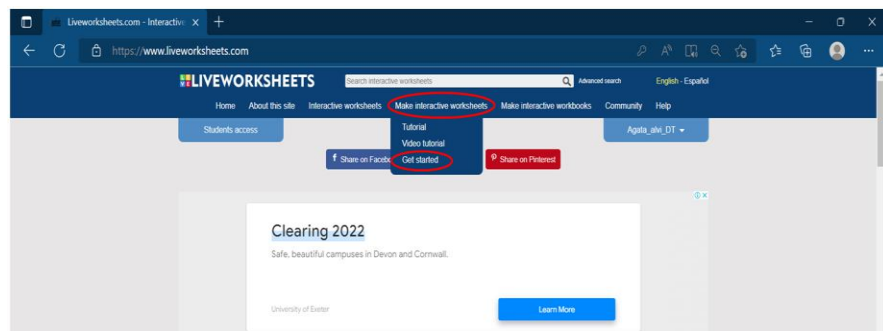 Liveworksheets.com - Interactiv
https://www.liveworksheets.com
LIVEWORKSHEETS
Search interactive worksheets
Advanced search
English - Español
Home About this site Interactive worksheets Make interactive worksheets Make interactive workbooks Community Help
Students access
Tutorial
Video tutorial
Get started
Agata_alvi_DT
Share on Facebo
Share on Pinterest
Clearing 2022
Safe, beautiful campuses in Devon and Cornwall.
University of Exeter
Learn More